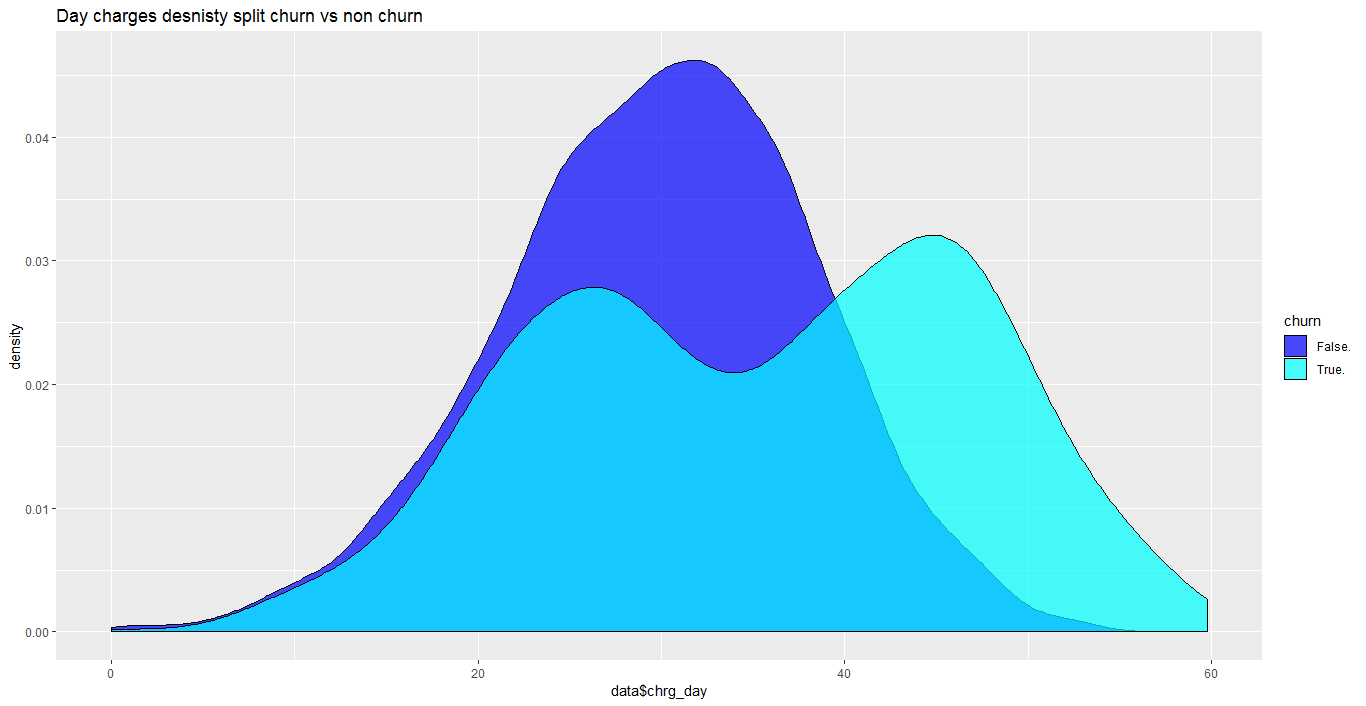 Day charges desnisty split churn vs non churn
density
0.04
0.03
0.02
0.01
0.00
0
20
40
60
data$chrg_day
churn
False.
True.